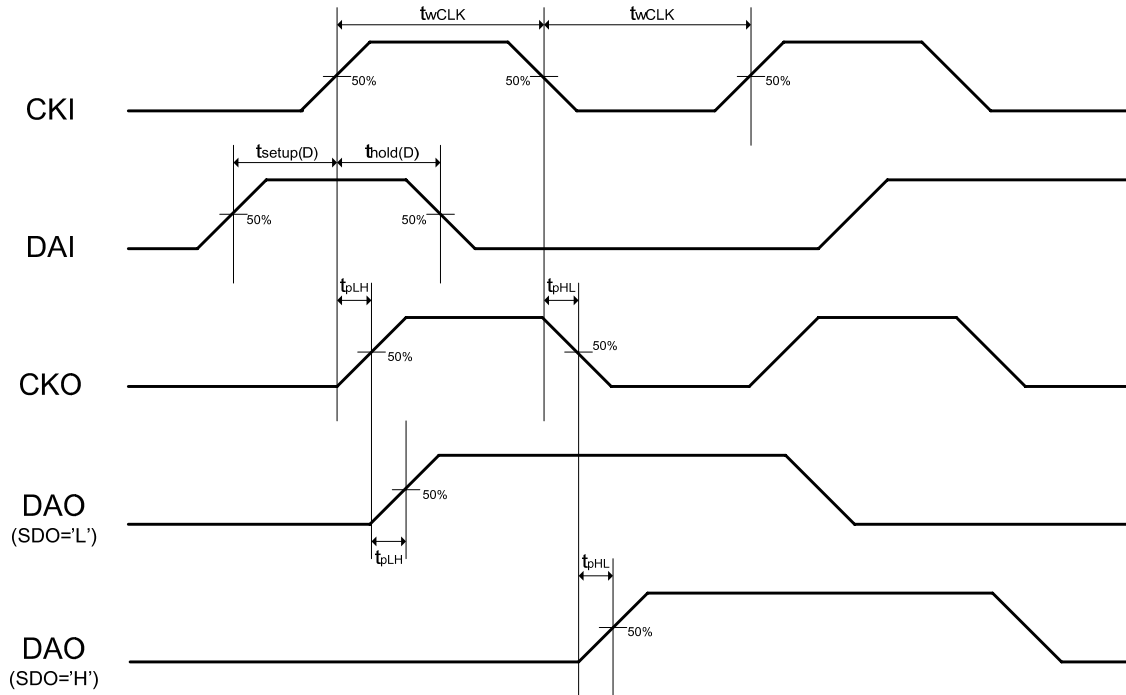 twCLK twCLK
CKI
50% 50% 50%
tsetup(D) thold(D)
DAI
50% 50%
tpLH tpHL
CKO
50% 50%
DAO
(SDO='L')
50%
tpLH
tpHL
DAO
(SDO='H')
50%